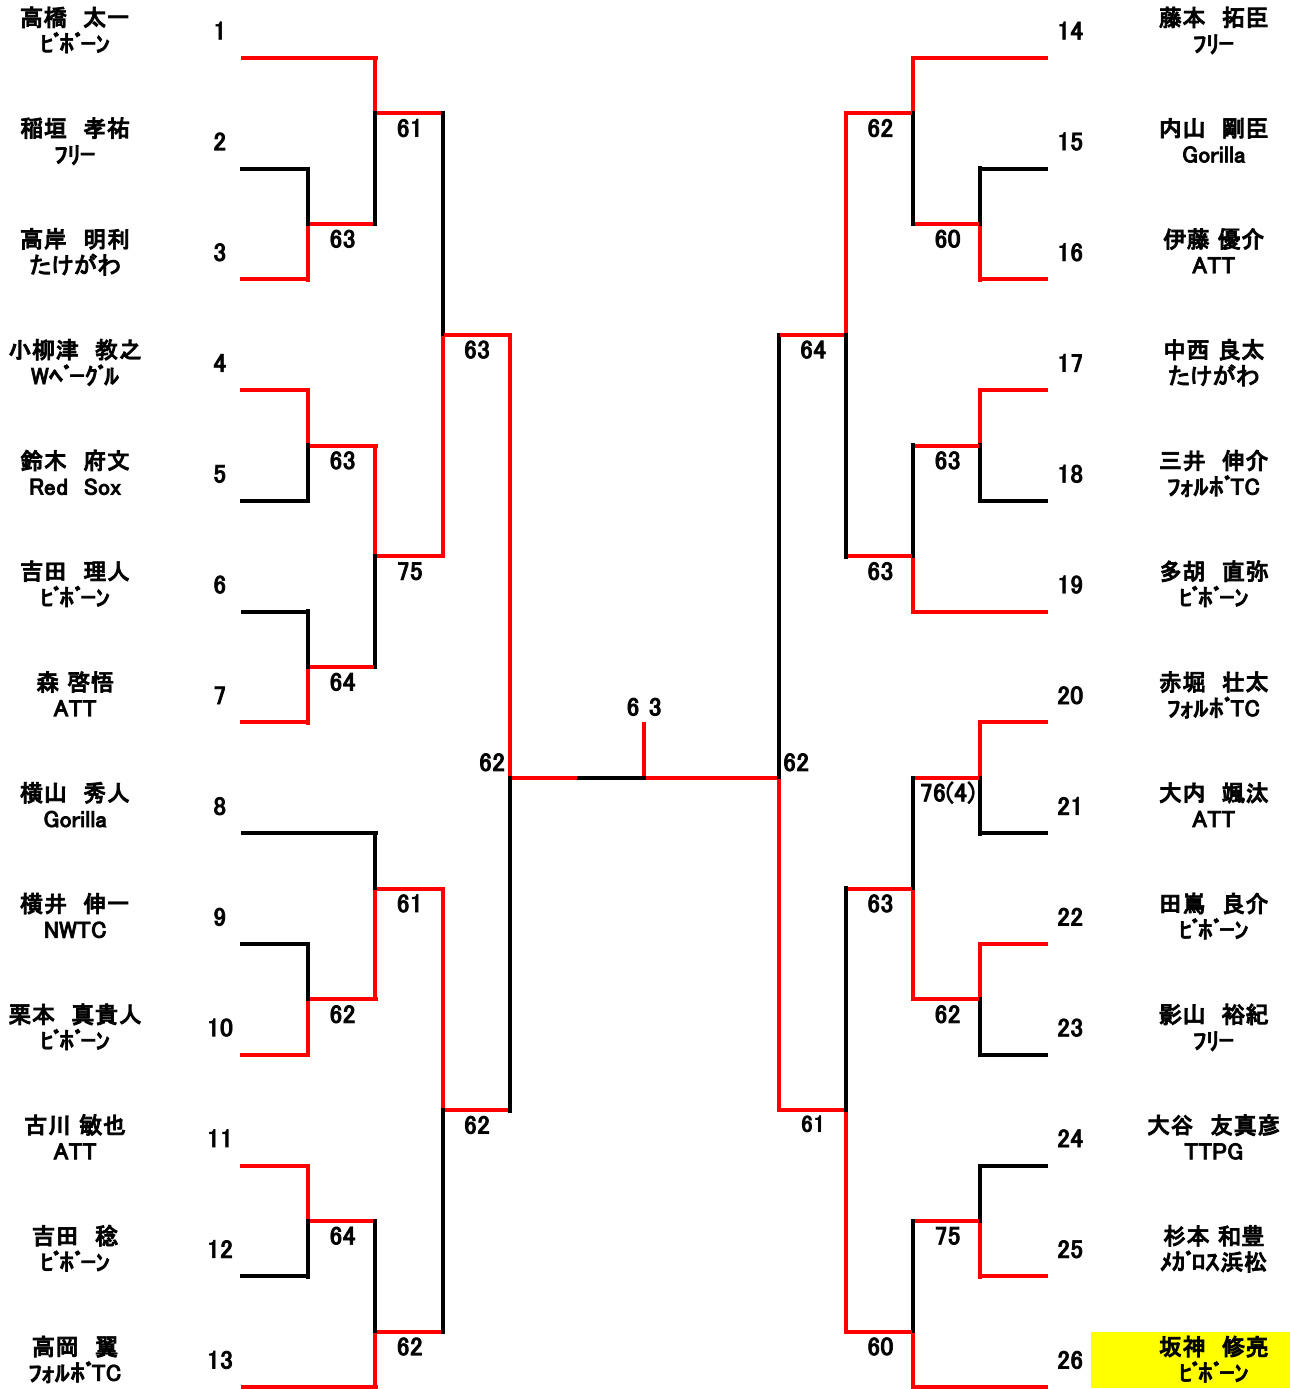 高橋 太一
ﾋﾞﾎﾞｰﾝ
1
稲垣 孝祐
フリー
2
高岸 明利
たけがわ
3
小柳津 教之
Wﾍﾞｰｸﾞﾙ
4
鈴木 府文
Red Sox
5
吉田 理人
ﾋﾞﾎﾞｰﾝ
6
森 啓悟
ATT
7
横山 秀人
Gorilla
8
横井 伸一
NWTC
9
栗本 真貴人
ﾋﾞﾎﾞｰﾝ
10
古川 敏也
ATT
11
吉田 稔
ﾋﾞﾎﾞｰﾝ
12
高岡 翼
フォルボTC
13
61
63
63
63
75
64
62
61
62
62
64
62
6 3
62
64
62
60
63
63
76(4)
63
62
61
75
60
14
藤本 拓臣
フリー
15
内山 剛臣
Gorilla
16
伊藤 優介
ATT
17
中西 良太
たけがわ
18
三井 伸介
フォルボTC
19
多胡 直弥
ﾋﾞﾎﾞｰﾝ
20
赤堀 壮太
フォルボTC
21
大内 颯汰
ATT
22
田嶌 良介
ﾋﾞﾎﾞｰﾝ
23
影山 裕紀
フリー
24
大谷 友真彦
TTPG
25
杉本 和豊
ﾒｶﾞﾛｽ浜松
26
坂神 修亮
ﾋﾞﾎﾞｰﾝ